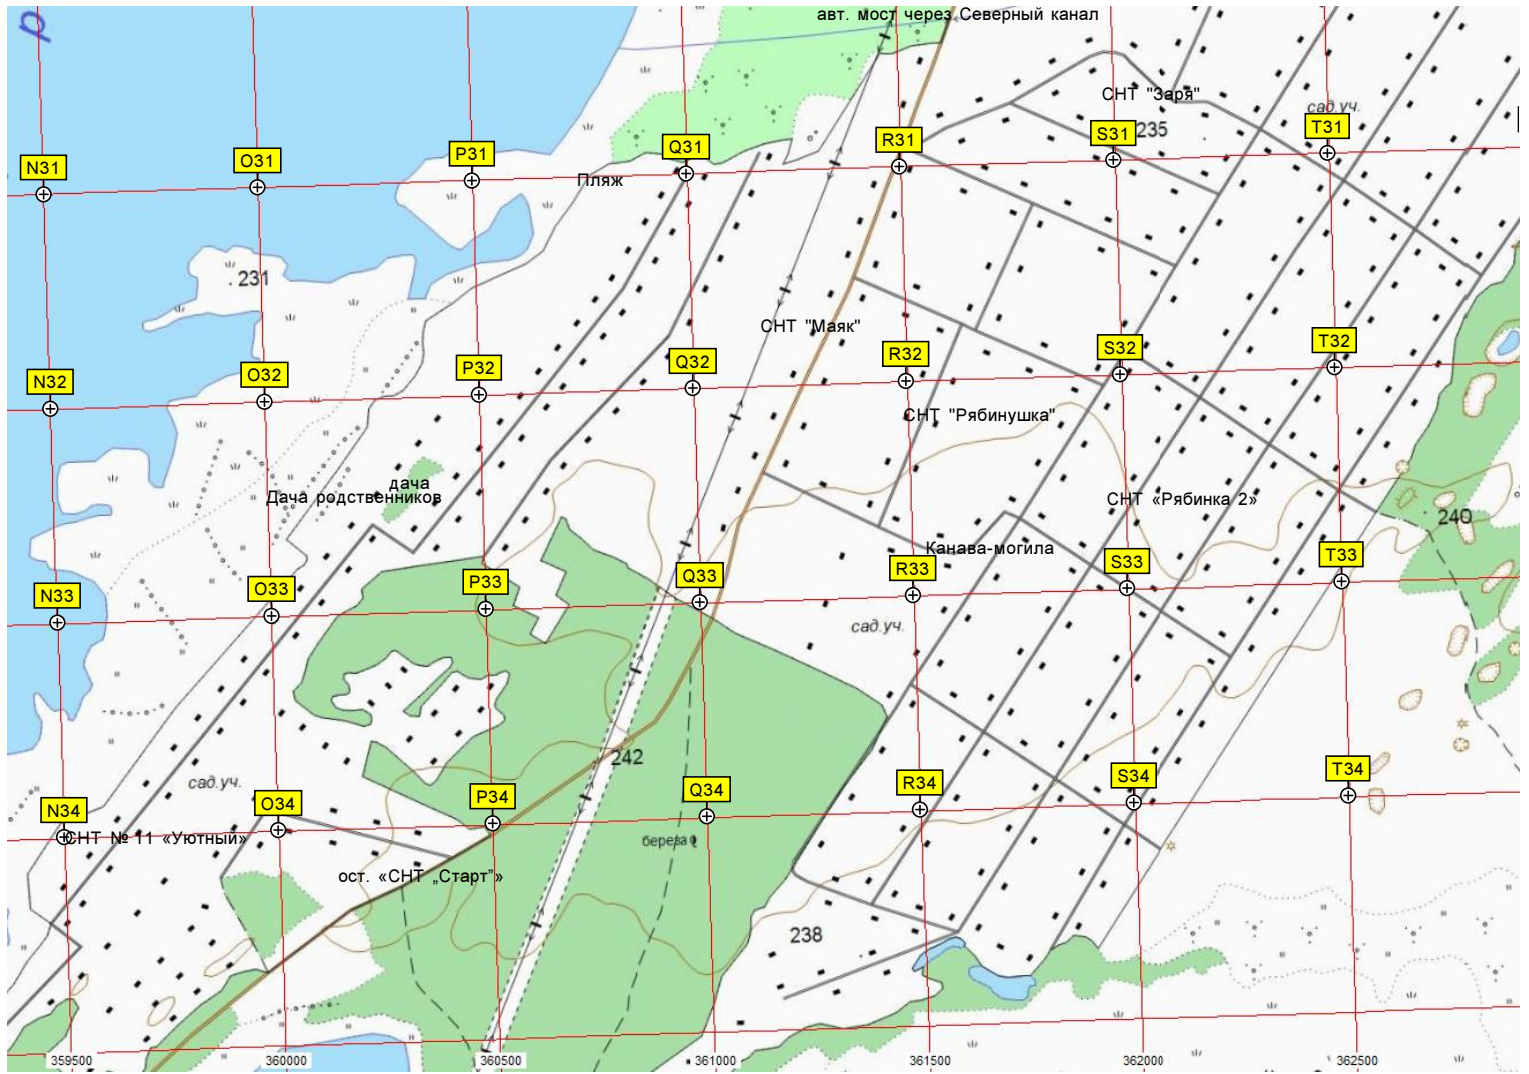 р
авт. мост через Северный канал
СНТ "Заря"
сад.уч.
T31
235
S31
R31
Q31
P31
O31
N31
Пляж
231
СНТ "Маяк"
T32
S32
R32
Q32
P32
O32
N32
СНТ "Рябинушка"
дача
Дача родственников
СНТ «Рябинка 2»
240
Канава-могила
T33
S33
R33
Q33
P33
O33
N33
сад.уч.
242
сад.уч.
T34
S34
R34
Q34
P34
O34
N34
СНТ № 11 «Уютный»
береза
ост. «СНТ „Старт"»
238
359500
360000
360500
361000
361500
362000
362500